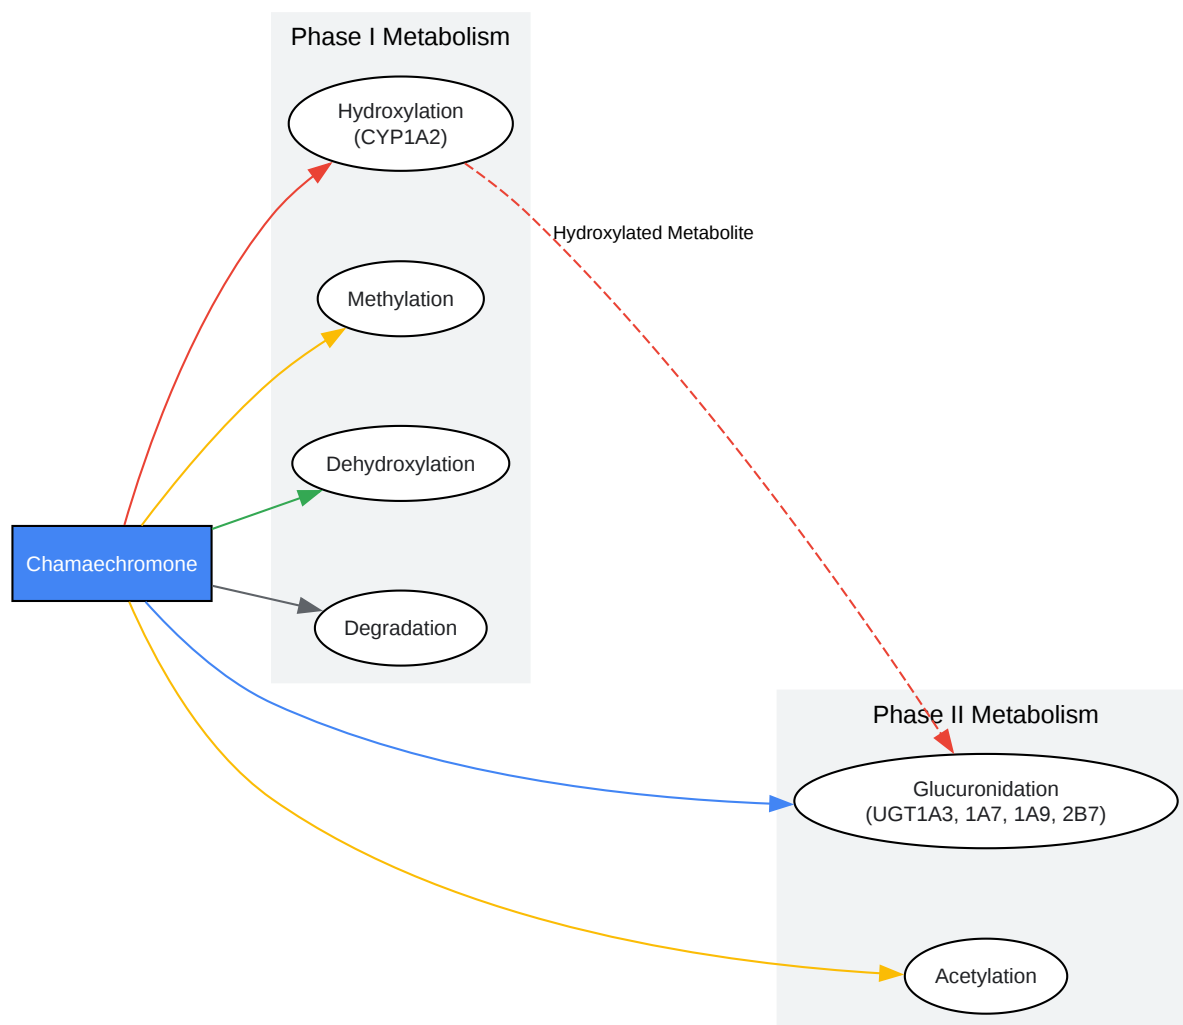 Phase I Metabolism
Hydroxylation
(CYP1A2)
Hydroxylated Metabolite
Methylation
Dehydroxylation
Chamaechromone
Degradation
Phase II Metabolism
Glucuronidation
(UGT1A3, 1A7, 1A9, 2B7)
Acetylation